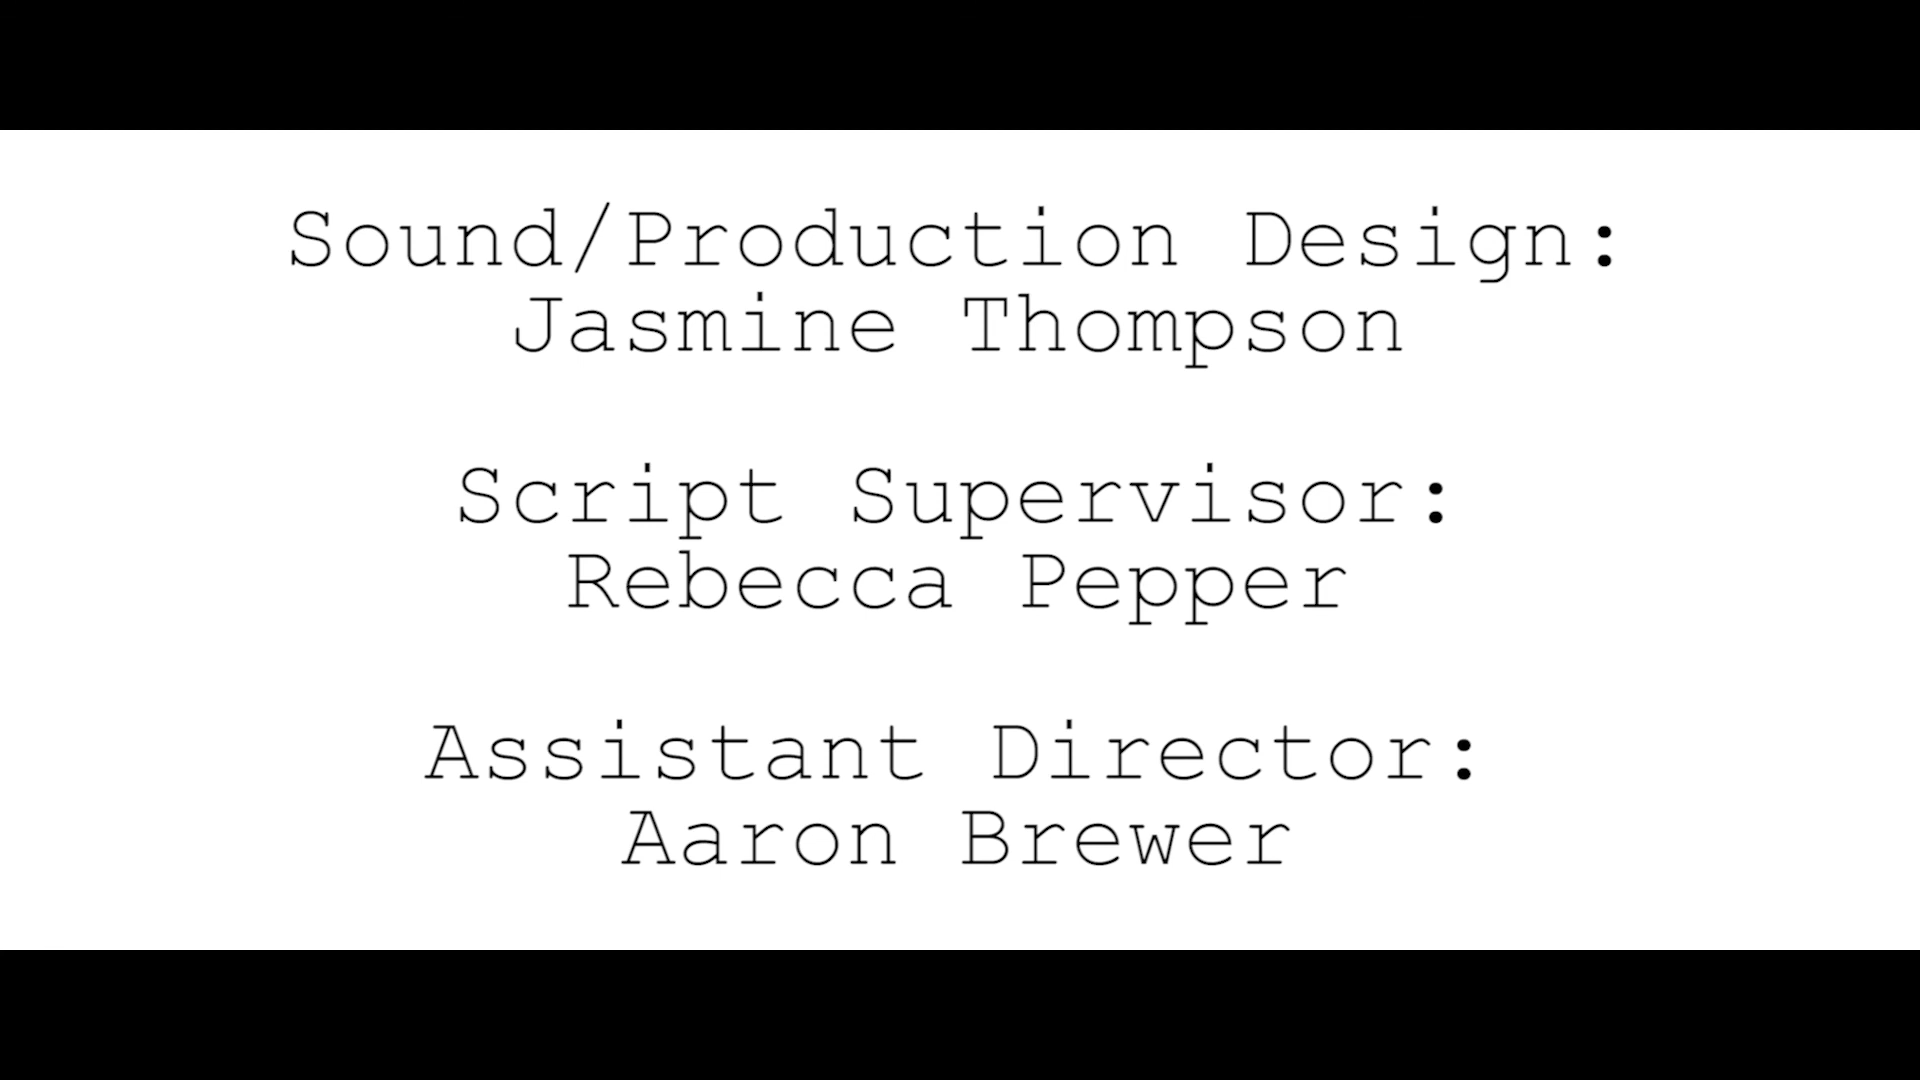 Sound/Production Design:
Jasmine Thompson
Script Supervisor:
Rebecca Pepper
Assistant Director:
Aaron Brewer